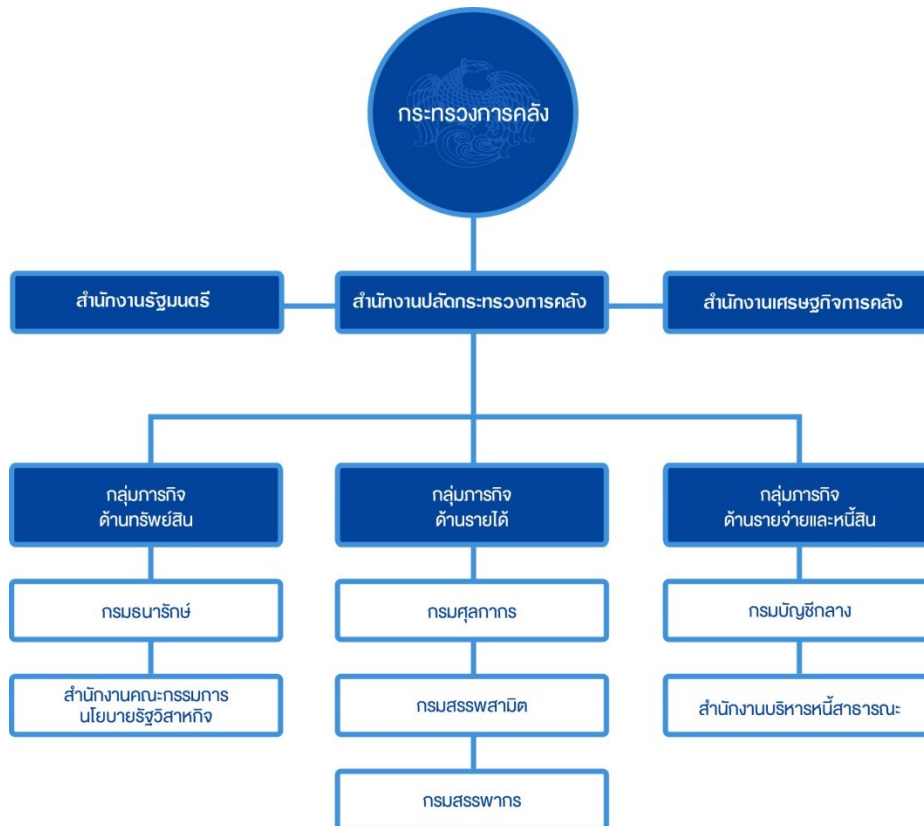 กระทรวงการคลัง
สำนักงานรัฐมนตรี
สำนักงานปลัดกระทรวงการคลัง
สำนักงานเศรษฐกิจการคลัง
กลุ่มภารกิจ
ด้านทรัพย์สิน
กลุ่มภารกิจ
ด้านรายได้
กลุ่มภารกิจ
ด้านรายจ่ายและหนี้สิน
กรมธนารักษ์
กรมศุลกากร
กรมบัญชีกลาง
สำนักงานคณะกรรมการ
นโยบายรัฐวิสาหกิจ
กรมสรรพสามิต
สำนักงานบริหารหนี้สาธารณะ
กรมสรรพากร